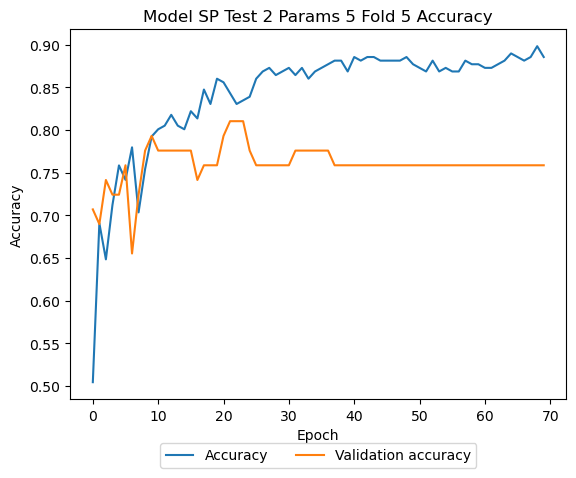 Model SP Test 2 Params 5 Fold 5 Accuracy
Accuracy
0.90
0.85
0.80
0.75
0.70
0.65
0.60
0.55
0.50
0 10 20 30 40 50 60 70
Epoch
Accuracy Validation accuracy